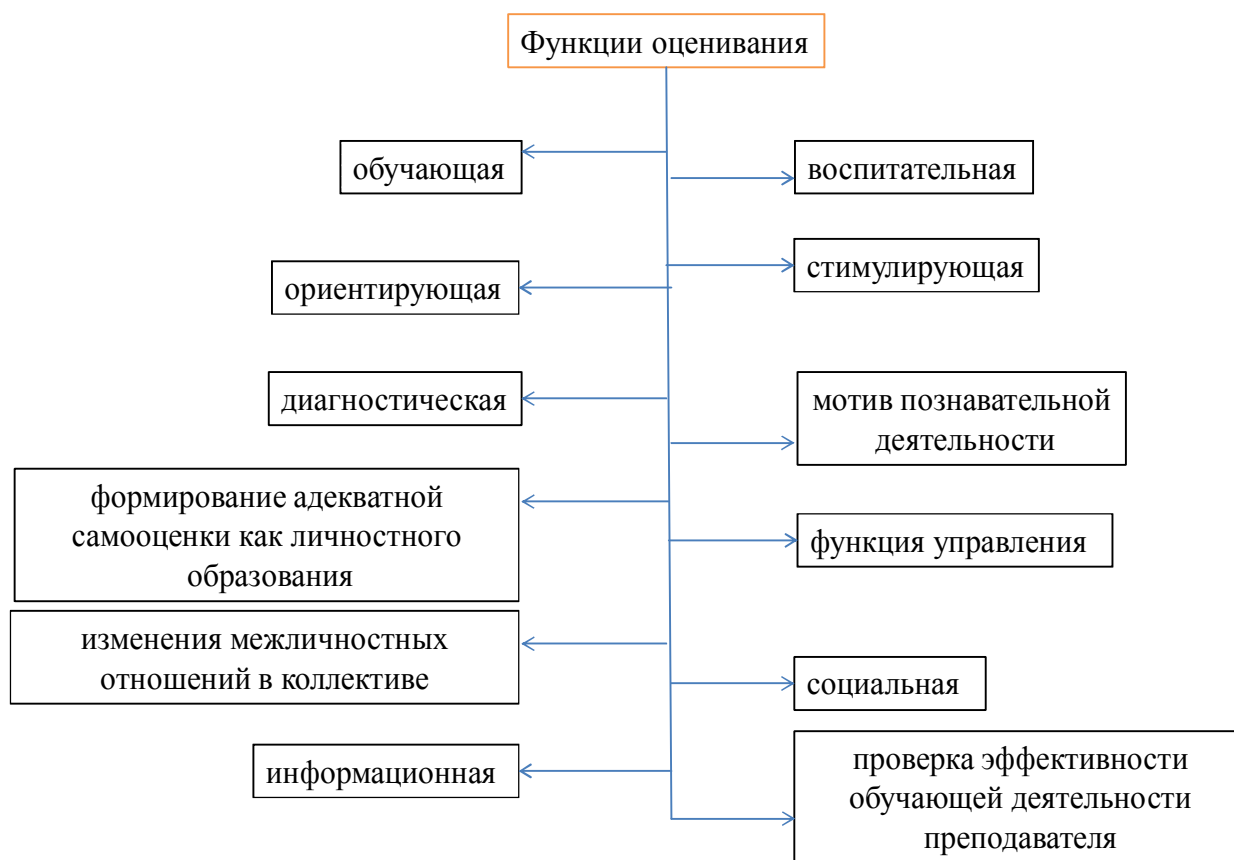 Функции оценивания
обучающая
воспитательная
ориентирующая
стимулирующая
диагностическая
мотив познавательной
деятельности
формирование адекватной
самооценки как личностного
образования
функция управления
изменения межличностных
отношений в коллективе
социальная
информационная
проверка эффективности
обучающей деятельности
преподавателя